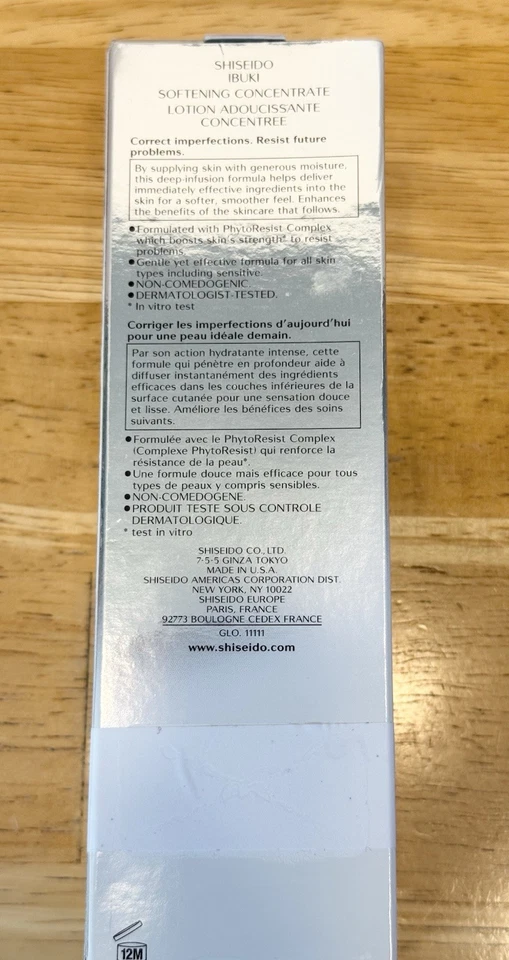 SHISEIDO
IBUKI
SOFTENING CONCENTRATE
LOTION ADOUCISSANTE
CONCENTREE
Correct imperfections. Resist future
problems.
By supplying skin with generous moisture,
this deep-infusion formula helps deliver
immediately effective ingredients into the
skin for a softer, smoother feel. Enhances
the benefits of the skincare that follows.
●Formulated with PhytoResist Complex
which boosts skin's strength* to resist
problems.
●Gentle yet effective formula for all skin
types including sensitive.
●NON-COMEDOGENIC.
●DERMATOLOGIST-TESTED.
* In vitro test
Corriger les imperfections d'aujourd'hui
pour une peau idéale demain.
Par son action hydratante intense, cette
formule qui pénètre en profondeur aide à
diffuser instantanément des ingrédients
efficaces dans les couches inférieures de la
surface cutanée pour une sensation douce
et lisse. Améliore les bénéfices des soins
suivants.
●Formulée avec le PhytoResist Complex
(Complexe PhytoResist) qui renforce la
résistance de la peau*.
●Une formule douce mais efficace pour tous
types de peaux y compris sensibles.
●NON-COMEDOGENE.
●PRODUIT TESTE SOUS CONTROLE
DERMATOLOGIQUE.
* test in vitro
SHISEIDO CO., LTD.
7-5-5 GINZA TOKYO
MADE IN U.S.A.
SHISEIDO AMERICAS CORPORATION DIST.
NEW YORK, NY 10022
SHISEIDO EUROPE
PARIS, FRANCE
92773 BOULOGNE CEDEX FRANCE
GLO. 11111
www.shiseido.com
12M